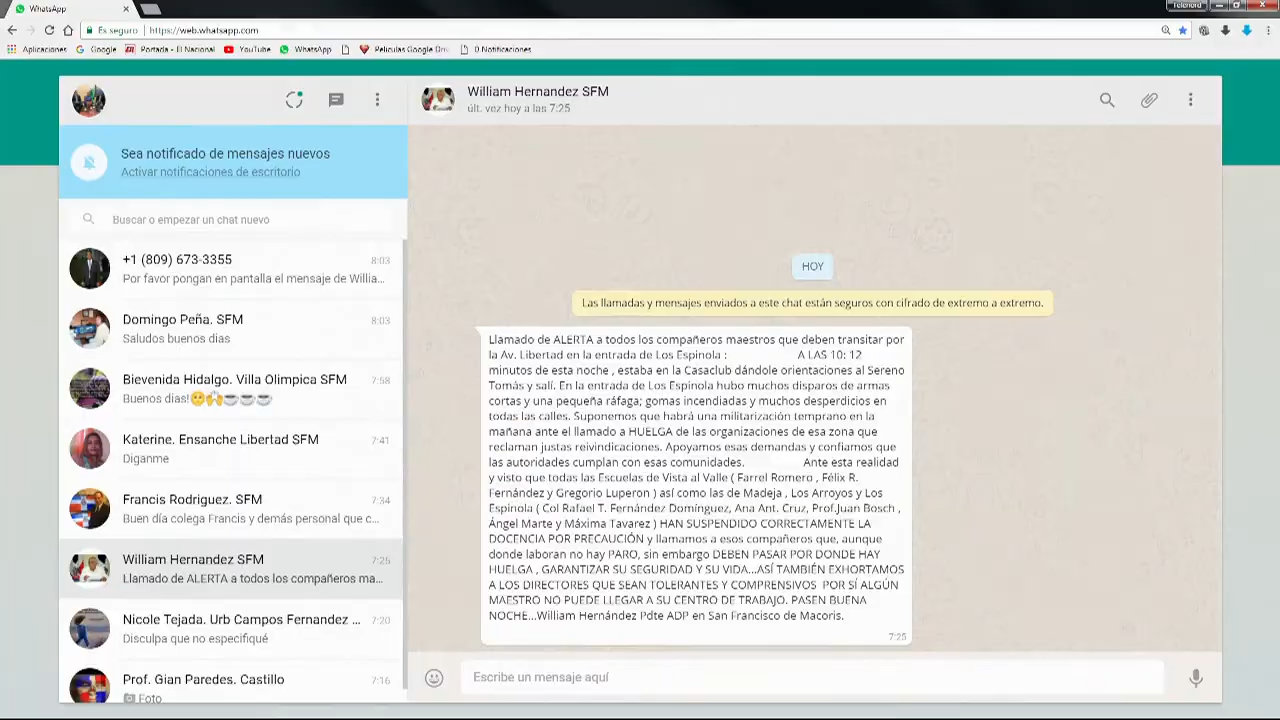 WhatsApp
Telenord
Es seguro | https://web.whatsapp.com
Aplicaciones Google Portada - El Nacional YouTube WhatsApp Peliculas Google Dri 0 Notificaciones
William Hernandez SFM
últ. vez hoy a las 7:25
Sea notificado de mensajes nuevos
Activar notificaciones de escritorio
Buscar o empezar un chat nuevo
+1 (809) 673-3355 8:03
Por favor pongan en pantalla el mensaje de Willia...
Domingo Peña. SFM 8:03
Saludos buenos dias
Bievenida Hidalgo. Villa Olimpica SFM 7:58
Buenos dias!
Katerine. Ensanche Libertad SFM 7:41
Diganme
Francis Rodriguez. SFM 7:34
Buen día colega Francis y demás personal que c...
William Hernandez SFM 7:25
Llamado de ALERTA a todos los compañeros ma...
Nicole Tejada. Urb Campos Fernandez ... 7:20
Disculpa que no especifiqué
Prof. Gian Paredes. Castillo 7:16
Foto
HOY
Las llamadas y mensajes enviados a este chat están seguros con cifrado de extremo a extremo.
Llamado de ALERTA a todos los compañeros maestros que deben transitar por
la Av. Libertad en la entrada de Los Espinola : A LAS 10: 12
minutos de esta noche , estaba en la Casaclub dándole orientaciones al Sereno
Tomás y salí. En la entrada de Los Espinola hubo muchos disparos de armas
cortas y una pequeña ráfaga; gomas incendiadas y muchos desperdicios en
todas las calles. Suponemos que habrá una militarización temprano en la
mañana ante el llamado a HUELGA de las organizaciones de esa zona que
reclaman justas reivindicaciones. Apoyamos esas demandas y confiamos que
las autoridades cumplan con esas comunidades. Ante esta realidad
y visto que todas las Escuelas de Vista al Valle ( Farrel Romero , Félix R.
Fernández y Gregorio Luperon ) así como las de Madeja , Los Arroyos y Los
Espinola ( Col Rafael T. Fernández Domínguez, Ana Ant. Cruz, Prof.Juan Bosch ,
Ángel Marte y Máxima Tavarez ) HAN SUSPENDIDO CORRECTAMENTE LA
DOCENCIA POR PRECAUCIÓN y llamamos a esos compañeros que, aunque
donde laboran no hay PARO, sin embargo DEBEN PASAR POR DONDE HAY
HUELGA , GARANTIZAR SU SEGURIDAD Y SU VIDA...ASÍ TAMBIÉN EXHORTAMOS
A LOS DIRECTORES QUE SEAN TOLERANTES Y COMPRENSIVOS POR SÍ ALGÚN
MAESTRO NO PUEDE LLEGAR A SU CENTRO DE TRABAJO. PASEN BUENA
NOCHE...William Hernández Pdte ADP en San Francisco de Macoris.
7:25
Escribe un mensaje aquí